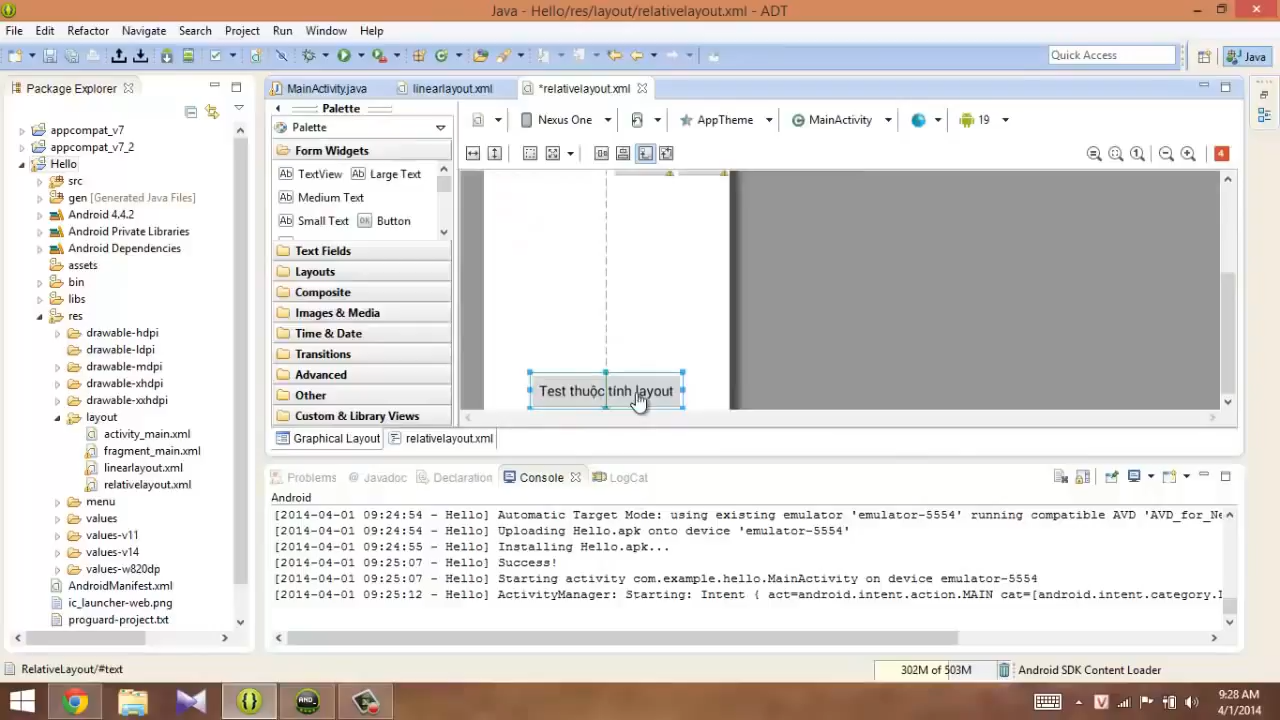 Java - Hello/res/layout/relativelayout.xml - ADT
File Edit Refactor Navigate Search Project Run Window Help
Quick Access
Java
Package Explorer
MainActivity.java
linearlayout.xml
*relativelayout.xml
Palette
Palette
Nexus One
AppTheme
MainActivity
19
Form Widgets
4
Ab TextView Ab Large Text
Ab Medium Text
Ab Small Text OK Button
Text Fields
Layouts
Composite
Images & Media
Time & Date
Transitions
Advanced
Other
Custom & Library Views
appcompat_v7
appcompat_v7_2
Hello
src
gen [Generated Java Files]
Android 4.4.2
Android Private Libraries
Android Dependencies
assets
bin
libs
res
drawable-hdpi
drawable-ldpi
drawable-mdpi
drawable-xhdpi
drawable-xxhdpi
layout
activity_main.xml
fragment_main.xml
linearlayout.xml
relativelayout.xml
menu
values
values-v11
values-v14
values-w820dp
AndroidManifest.xml
ic_launcher-web.png
proguard-project.txt
Test thuộc tính layout
Graphical Layout
relativelayout.xml
Problems
@ Javadoc
Declaration
Console
LogCat
Android
[2014-04-01 09:24:54 - Hello] Automatic Target Mode: using existing emulator 'emulator-5554' running compatible AVD 'AVD_for_Ne
[2014-04-01 09:24:54 - Hello] Uploading Hello.apk onto device 'emulator-5554'
[2014-04-01 09:24:55 - Hello] Installing Hello.apk...
[2014-04-01 09:25:07 - Hello] Success!
[2014-04-01 09:25:07 - Hello] Starting activity com.example.hello.MainActivity on device emulator-5554
[2014-04-01 09:25:12 - Hello] ActivityManager: Starting: Intent { act=android.intent.action.MAIN cat=[android.intent.category.
RelativeLayout/#text
302M of 503M
Android SDK Content Loader
V
9:28 AM
4/1/2014